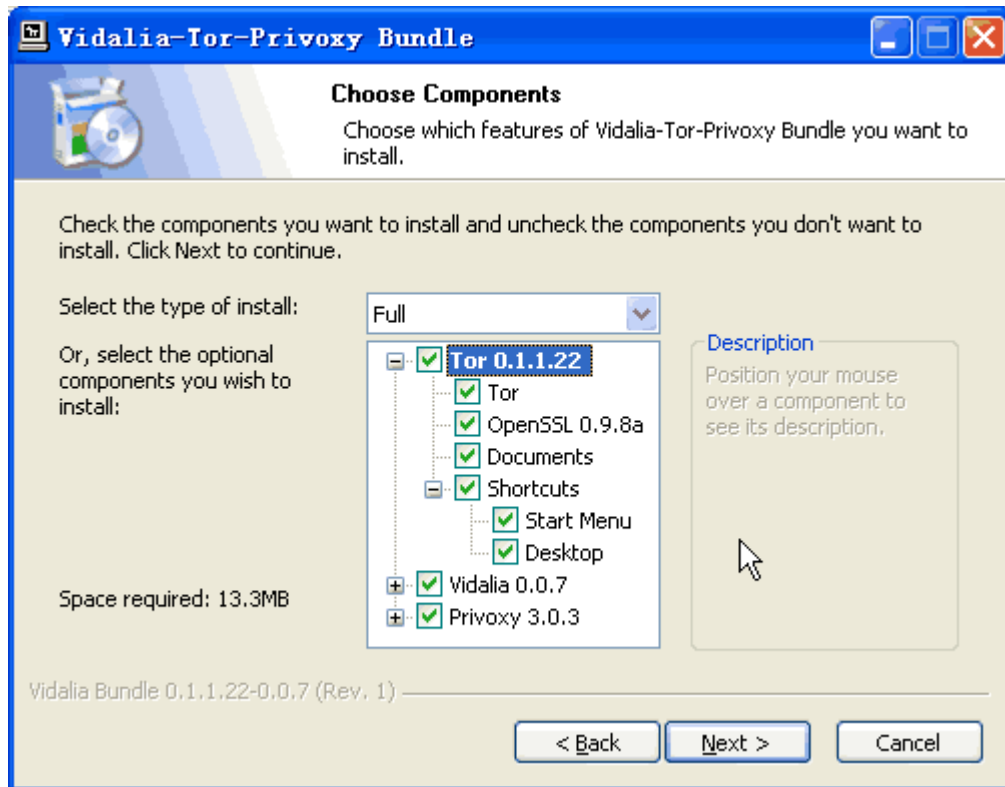 Vidalia-Tor-Privoxy Bundle
Choose Components
Choose which features of Vidalia-Tor-Privoxy Bundle you want to
install.
Check the components you want to install and uncheck the components you don't want to
install. Click Next to continue.
Select the type of install:
Full
Or, select the optional
components you wish to
install:
Tor 0.1.1.22
Tor
OpenSSL 0.9.8a
Documents
Shortcuts
Start Menu
Desktop
Vidalia 0.0.7
Privoxy 3.0.3
Description
Position your mouse
over a component to
see its description.
Space required: 13.3MB
Vidalia Bundle 0.1.1.22-0.0.7 (Rev. 1)
< Back
Next >
Cancel